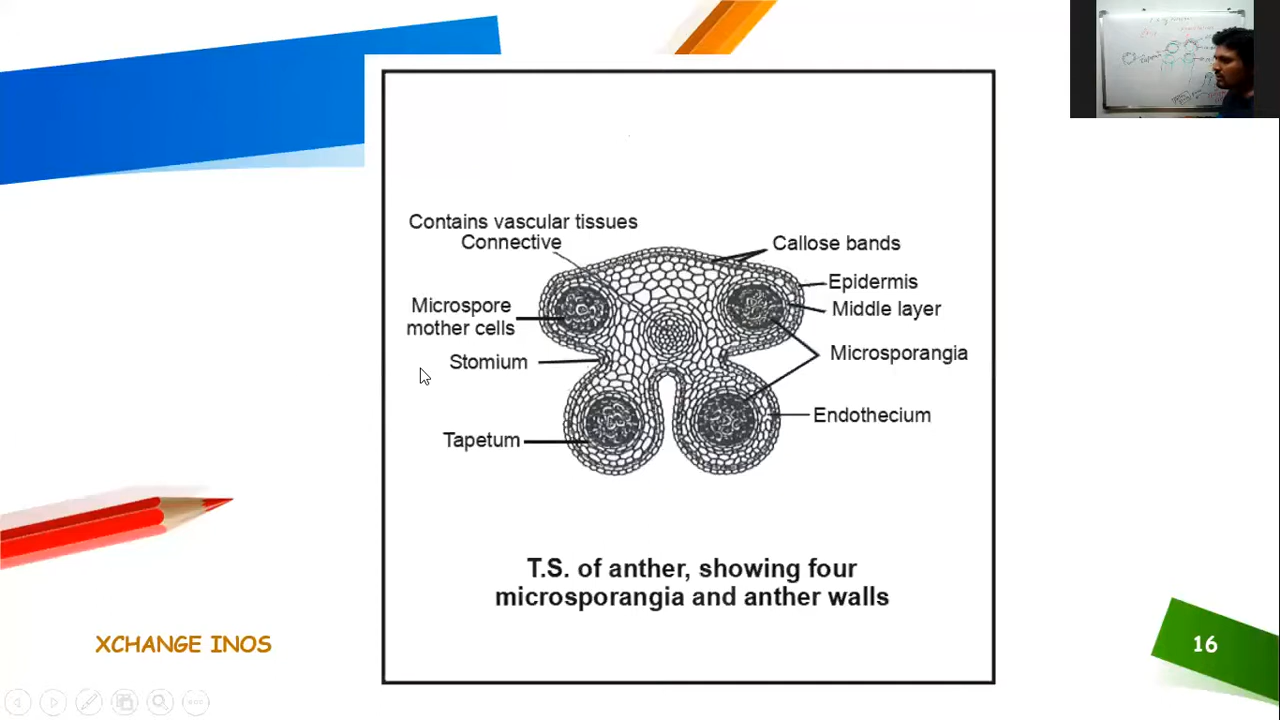 Contains vascular tissues
Connective
Callose bands
Epidermis
Middle layer
Microspore
mother cells
Microsporangia
Stomium
Endothecium
Tapetum
T.S. of anther, showing four
microsporangia and anther walls
XCHANGE INOS
16